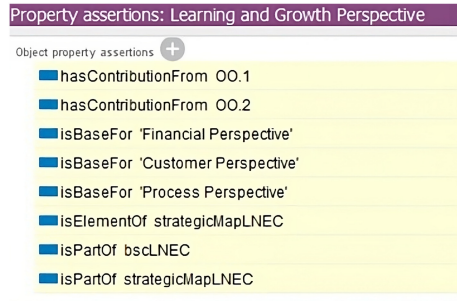 Property assertions: Learning and Growth Perspective
Object property assertions
hasContributionFrom OO.1
hasContributionFrom OO.2
isBaseFor 'Financial Perspective'
isBaseFor 'Customer Perspective'
isBaseFor 'Process Perspective'
isElementOf strategicMapLNEC
isPartOf bscLNEC
isPartOf strategicMapLNEC